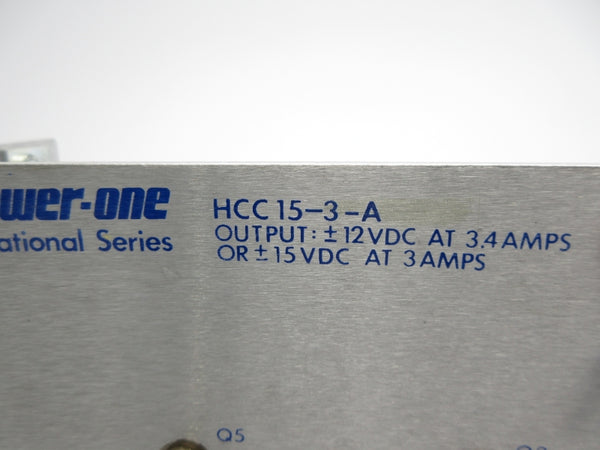 wer-one
ational Series
HCC15-3-A
OUTPUT: ±12VDC AT 3.4AMPS
OR ±15VDC AT 3AMPS
Q5